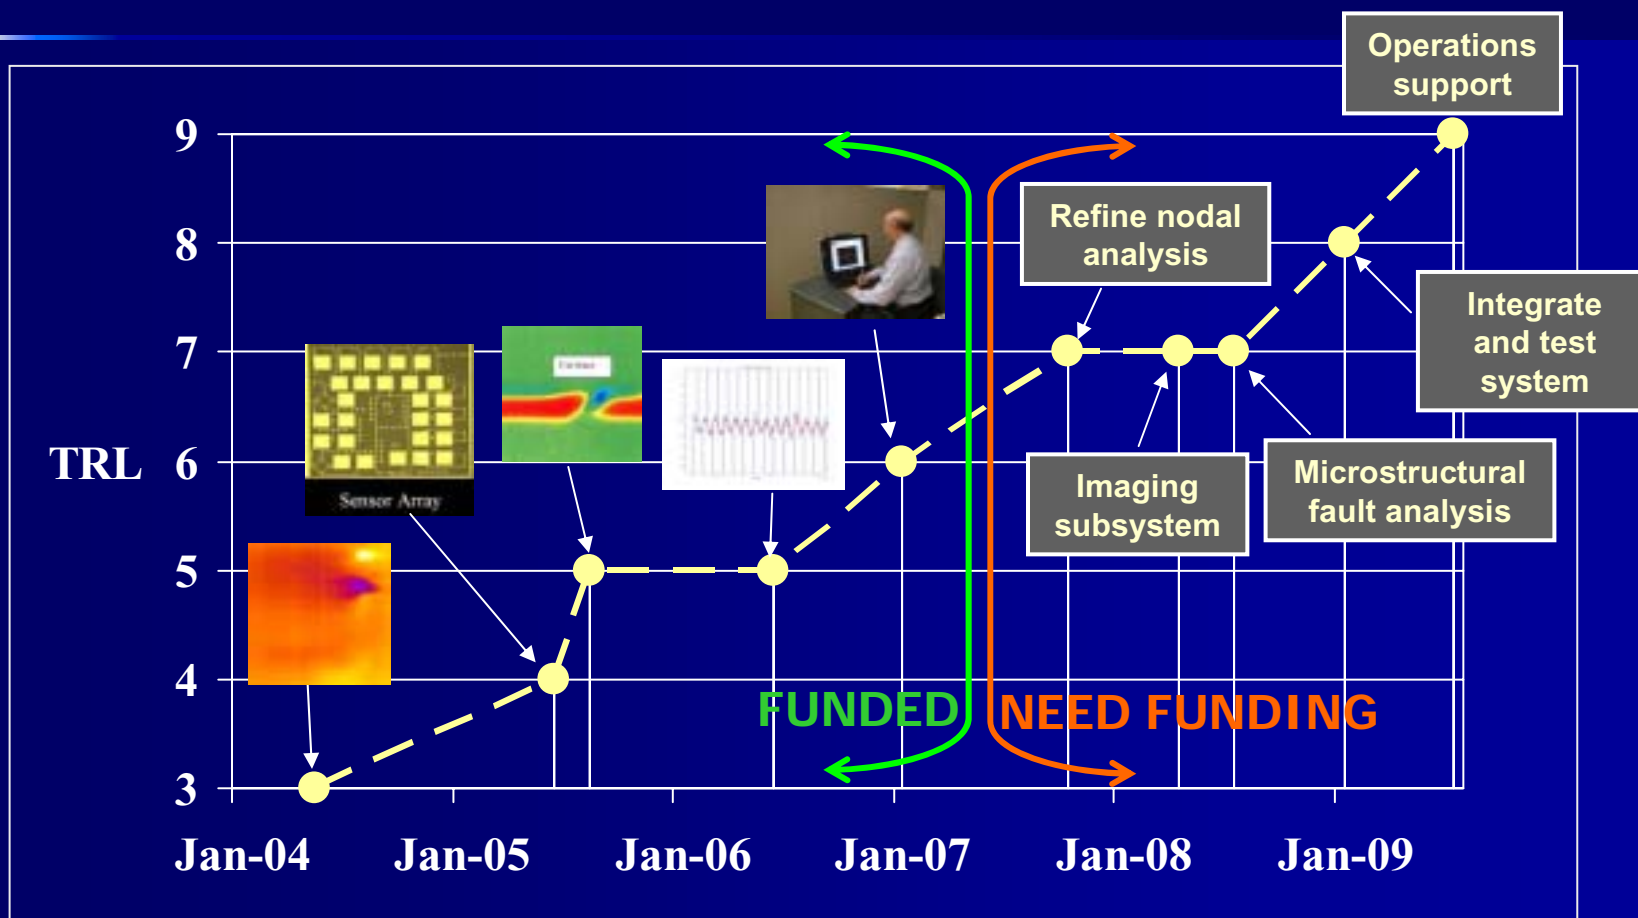 Operations
support
9
Refine nodal
analysis
8
Integrate
and test
system
7
Sensor Array
TRL
6
Imaging
subsystem
Microstructural
fault analysis
5
4
FUNDED
NEED FUNDING
3
Jan-04
Jan-05
Jan-06
Jan-07
Jan-08
Jan-09